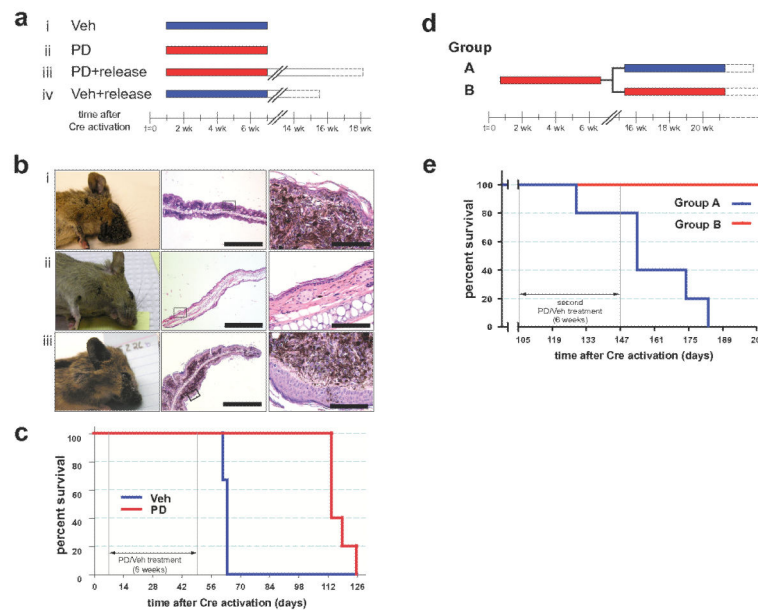 a
i Veh
ii PD
iii PD+release
iv Veh+release
time after
Cre activation
t=0 2 wk 4 wk 6 wk 14 wk 16 wk 18 wk
b
i
ii
iii
c
percent survival
100
80
60
40
20
0
Veh
PD
PD/Veh treatment
0 14 28 42 56 70 84 98 112 126
time after Cre activation (days)
d
Group
A
B
t=0 2 wk 4 wk 6 wk 16 wk 18 wk 20 wk
e
percent survival
100
80
60
40
20
0
Group A
Group B
second
PD/Veh treatment
(6 weeks)
0 105 119 133 147 161 175 185
time after Cre activation (days)